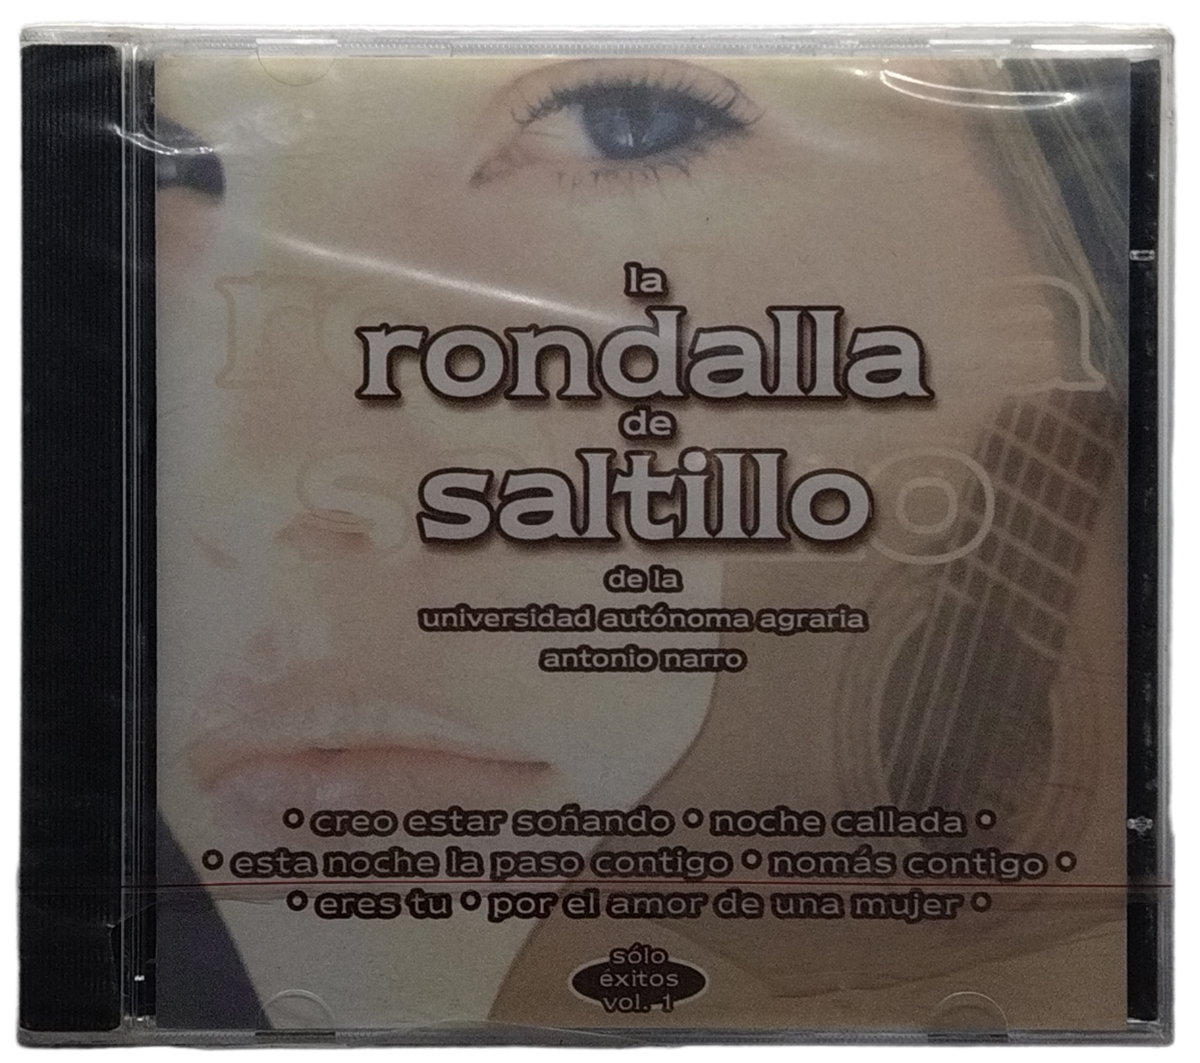 la
rondalla
de
saltillo
de la
universidad autónoma agraria
antonio narro
° creo estar soñando ° noche callada °
° esta noche la paso contigo ° nomás contigo °
° eres tu ° por el amor de una mujer °
sólo
éxitos
vol. 1